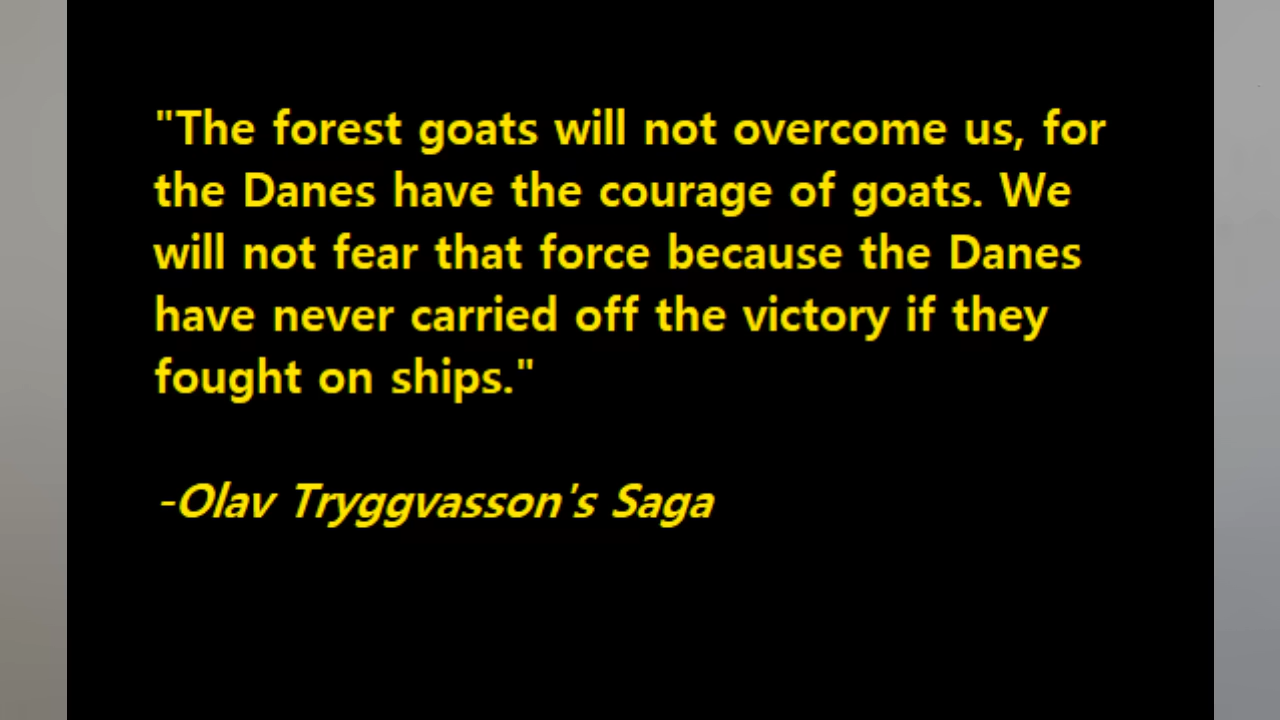 "The forest goats will not overcome us, for
the Danes have the courage of goats. We
will not fear that force because the Danes
have never carried off the victory if they
fought on ships."
-Olav Tryggvasson's Saga